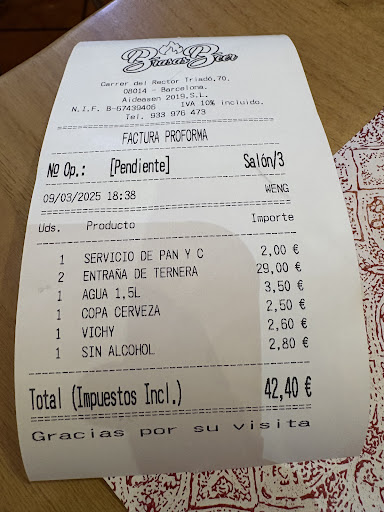 Brasas Beer
Carrer del Rector Triadó,70.
08014 - Barcelona.
Aideasen 2019,S.L.
N.I.F. B-67439406 IVA 10% incluido.
Tel. 933 976 473
FACTURA PROFORMA
Nº Op.: [Pendiente] Salón/3
09/03/2025 18:38 WENG
Uds. Producto Importe
1 SERVICIO DE PAN Y C 2,00 €
2 ENTRAÑA DE TERNERA 29,00 €
1 AGUA 1,5L 3,50 €
1 COPA CERVEZA 2,50 €
1 VICHY 2,60 €
1 SIN ALCOHOL 2,80 €
Total (Impuestos Incl.) 42,40 €
Gracias por su visita